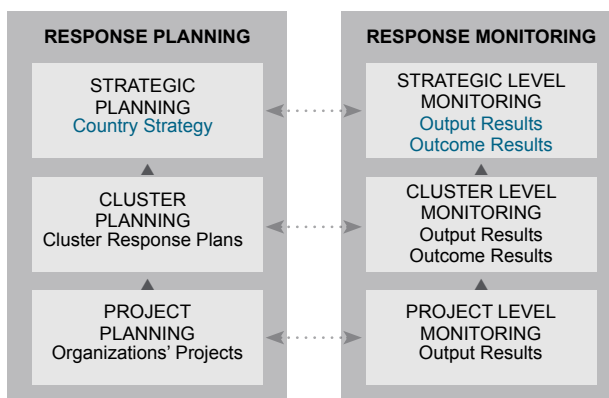 RESPONSE PLANNING
STRATEGIC
PLANNING
Country Strategy
CLUSTER
PLANNING
Cluster Response Plans
PROJECT
PLANNING
Organizations’ Projects
RESPONSE MONITORING
STRATEGIC LEVEL
MONITORING
Output Results
Outcome Results
CLUSTER LEVEL
MONITORING
Output Results
Outcome Results
PROJECT LEVEL
MONITORING
Output Results